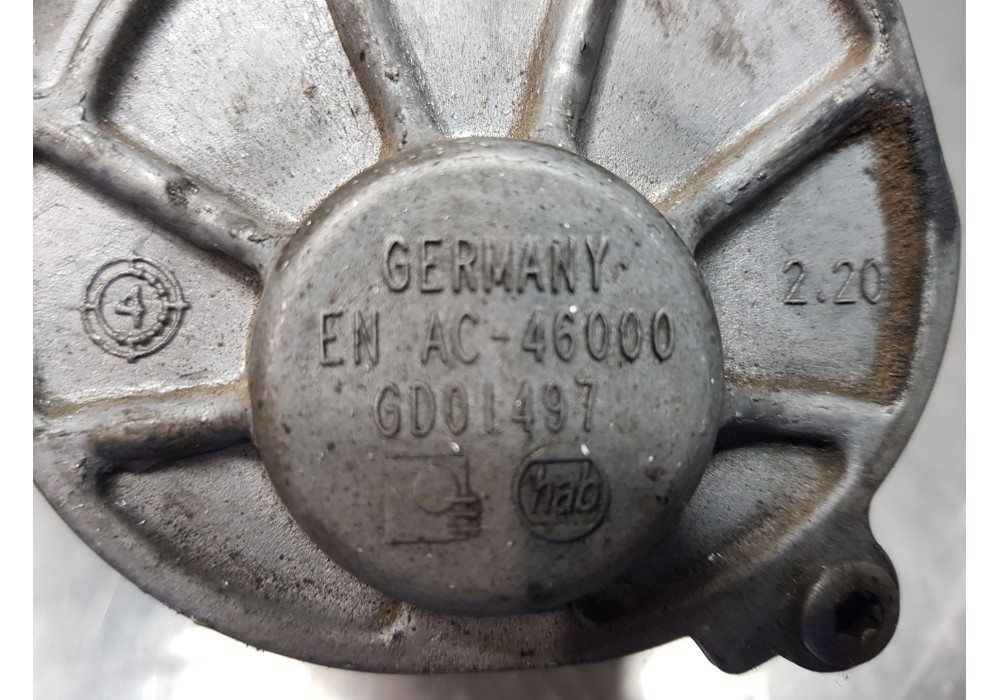 GERMANY
EN AC-46000
GD01497
hab
4
2.20